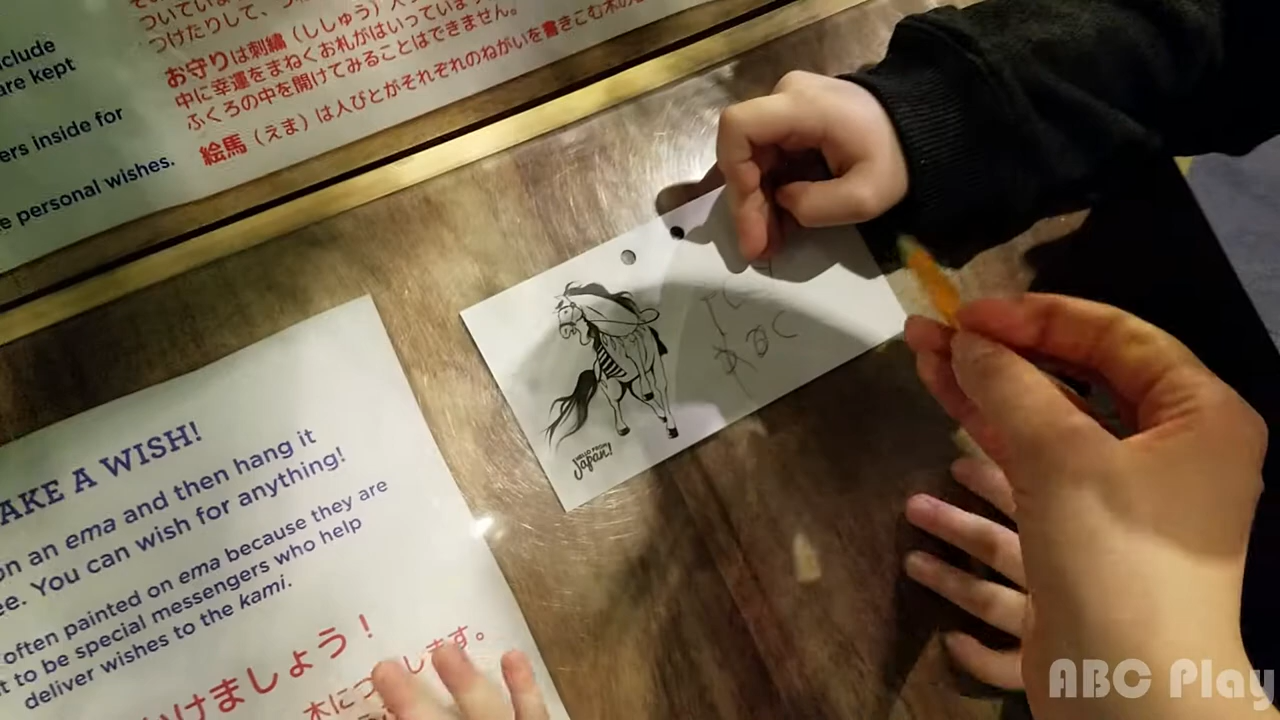 ついていま
つけたりして、
お守りは刺繍（ししゅう）
中に幸運をまねくお札がはいっています
ふくろの中を開けてみることはできません。
絵馬（えま）は人びとがそれぞれのねがいを書きこむ木の
include
are kept
ers inside for
e personal wishes.
AKE A WISH!
on an ema and then hang it
ee. You can wish for anything!
often painted on ema because they are
t to be special messengers who help
deliver wishes to the kami.
かけましょう！
木につ
します。
HELLO FROM
Japan!
ABC Play